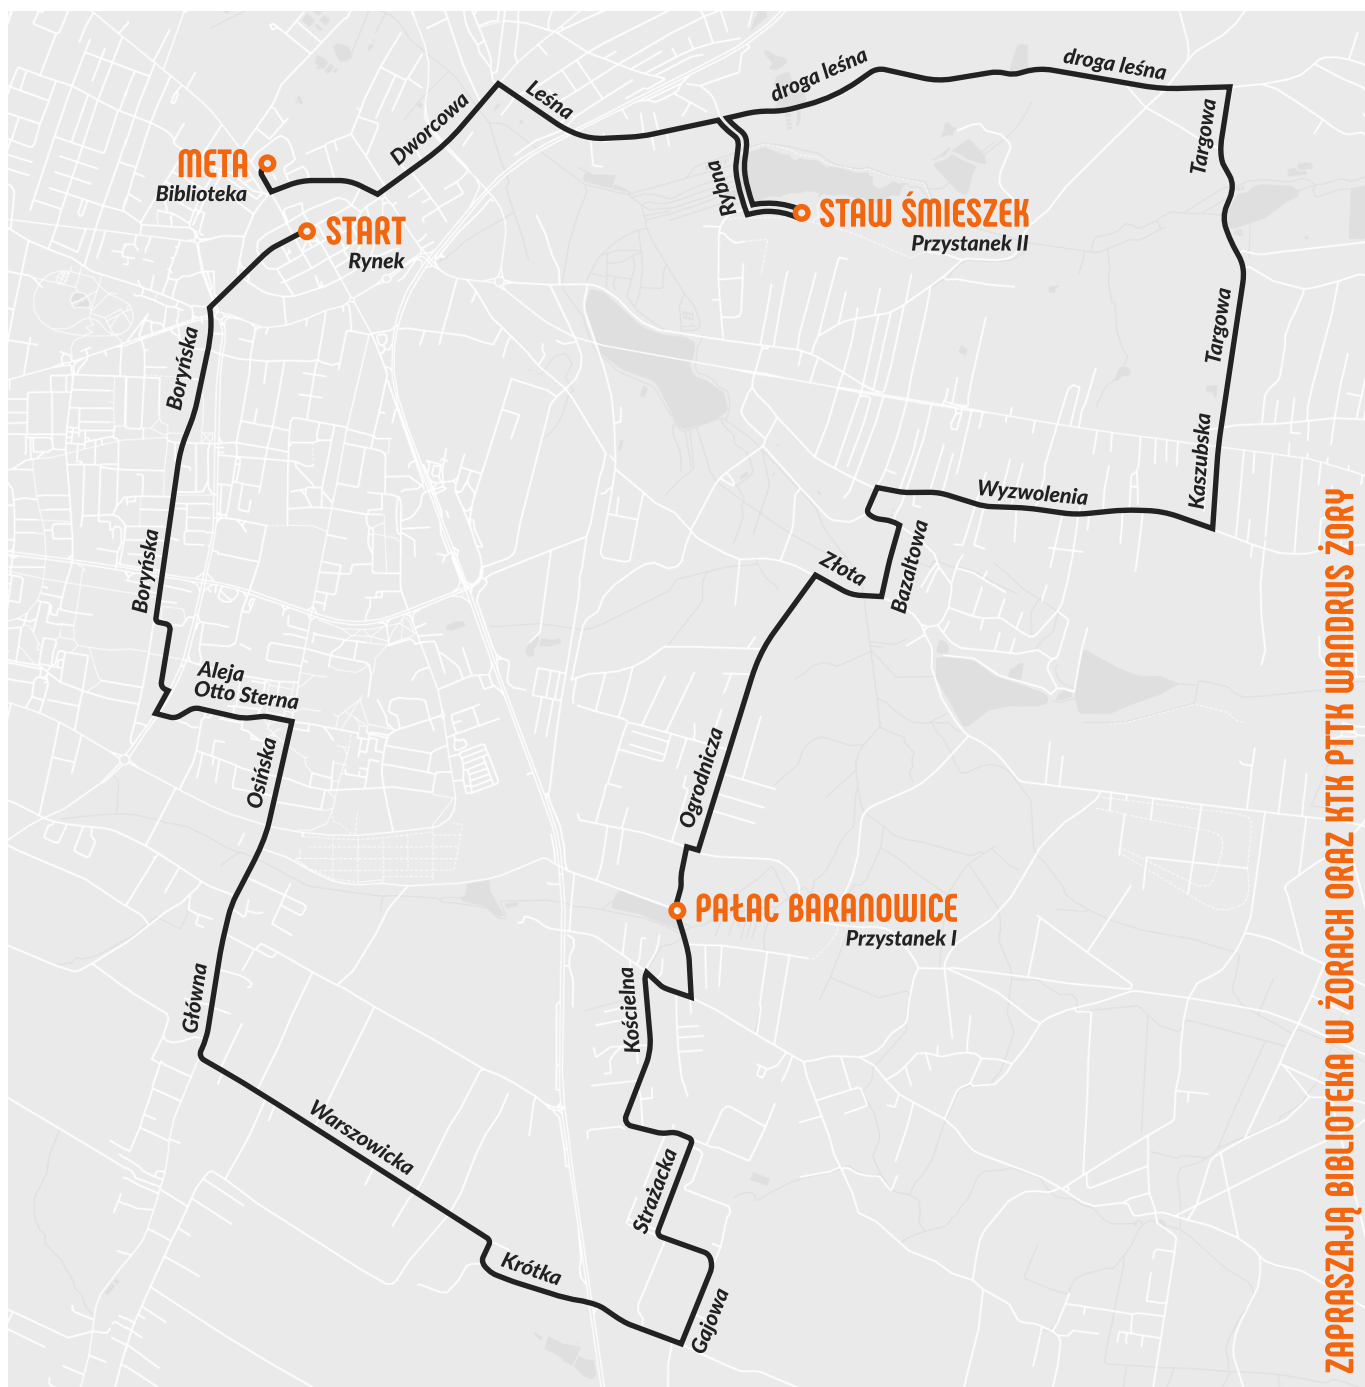 droga leśna
droga leśna
Leśna
Dworcowa
META
Biblioteka
START
Rynek
Rybna
STAW ŚMIESZEK
Przystanek II
Targowa
Targowa
Kaszubska
Wyzwolenia
Bazaltowa
Złota
Boryńska
Boryńska
Aleja
Otto Sterna
Osińska
Ogrodnicza
PAŁAC BARANOWICE
Przystanek I
Kościelna
Główna
Warszowicka
Strażacka
Krótka
Gajowa
ZAPRASZAJĄ BIBLIOTEKA W ŻORACH ORAZ KTK PTTK WANDRUS ŻORY